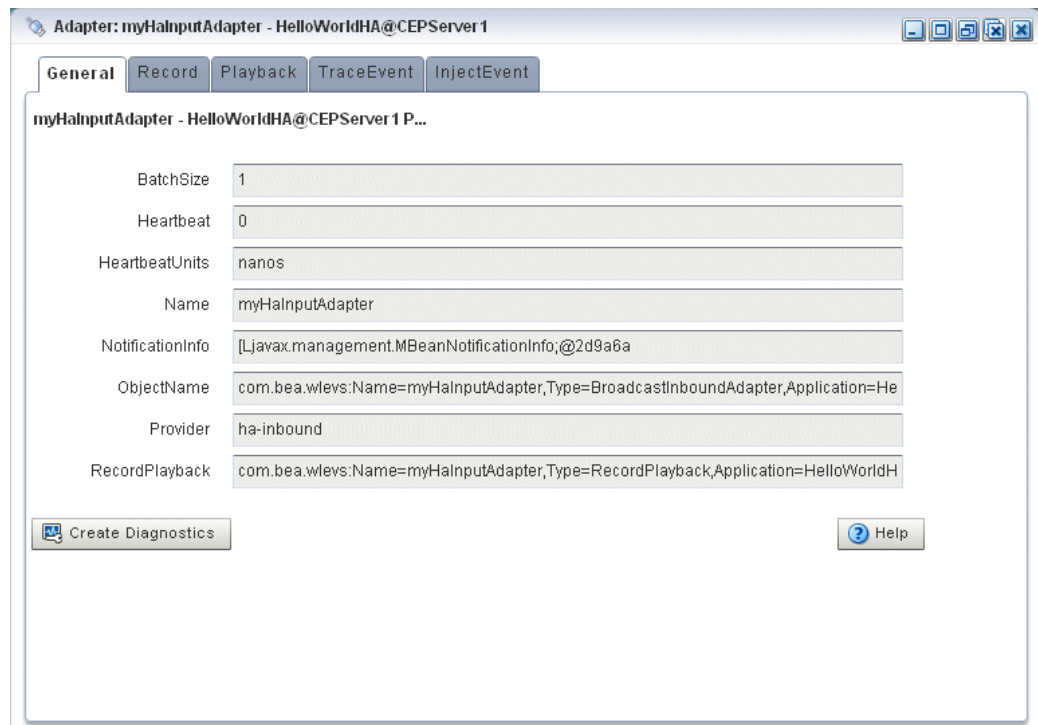 Adapter: myHaInputAdapter - HelloWorldHA@CEPServer1
General Record Playback TraceEvent InjectEvent
myHaInputAdapter - HelloWorldHA@CEPServer1 P...
BatchSize 1
Heartbeat 0
HeartbeatUnits nanos
Name myHaInputAdapter
NotificationInfo [Ljavax.management.MBeanNotificationInfo;@2d9a6a
ObjectName com.bea.wlevs:Name=myHaInputAdapter,Type=BroadcastInboundAdapter,Application=He
Provider ha-inbound
RecordPlayback com.bea.wlevs:Name=myHaInputAdapter,Type=RecordPlayback,Application=HelloWorldH
Create Diagnostics Help